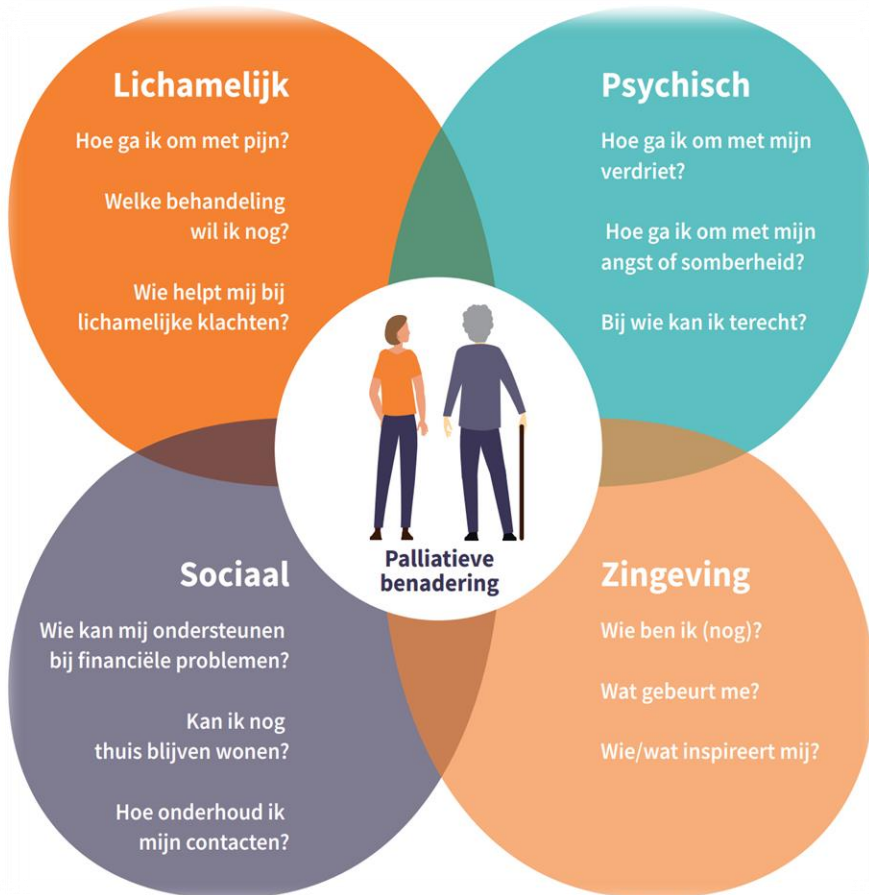 Lichamelijk
Hoe ga ik om met pijn?
Welke behandeling
wil ik nog?
Wie helpt mij bij
lichamelijke klachten?
Psychisch
Hoe ga ik om met mijn
verdriet?
Hoe ga ik om met mijn
angst of somberheid?
Bij wie kan ik terecht?
Palliatieve
benadering
Sociaal
Wie kan mij ondersteunen
bij financiële problemen?
Kan ik nog
thuis blijven wonen?
Hoe onderhoud ik
mijn contacten?
Zingeving
Wie ben ik (nog)?
Wat gebeurt me?
Wie/wat inspireert mij?